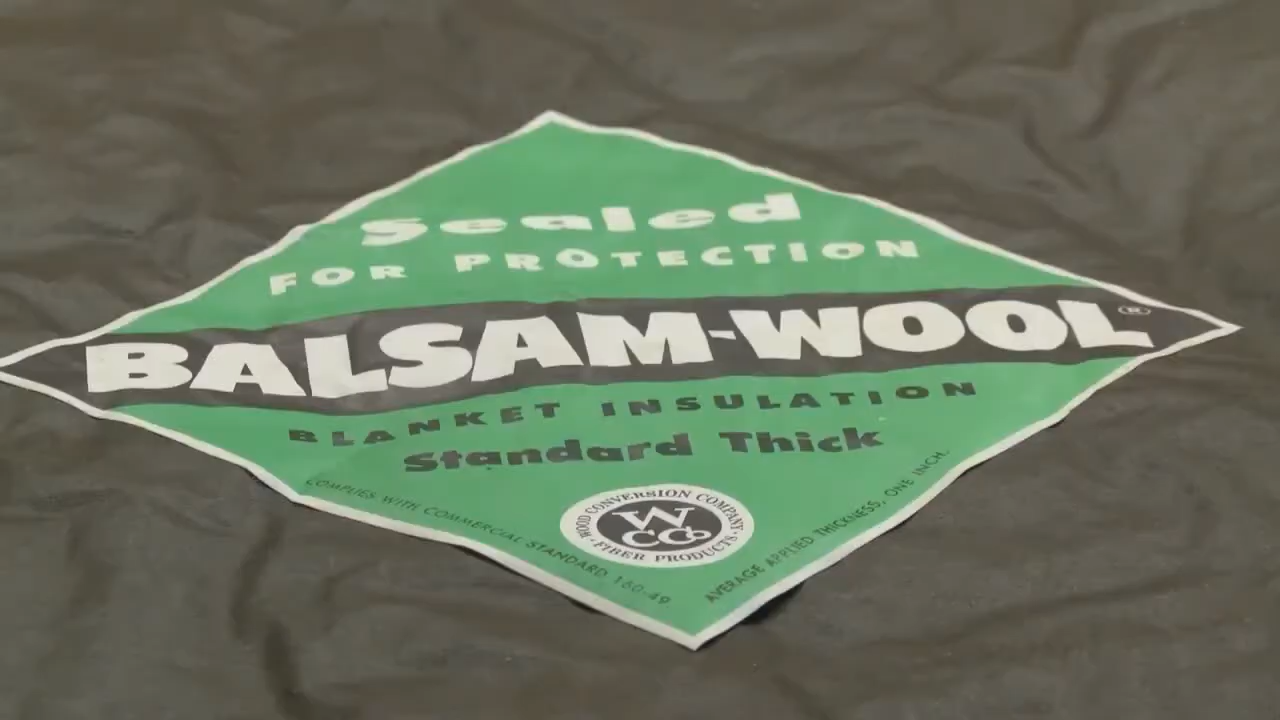 Sealed
FOR PROTECTION
BALSAM-WOOL®
BLANKET INSULATION
Standard Thick
COMPLIES WITH COMMERCIAL STANDARD 160-49
WOOD CONVERSION COMPANY
WCCo
• FIBER PRODUCTS •
AVERAGE APPLIED THICKNESS, ONE INCH.